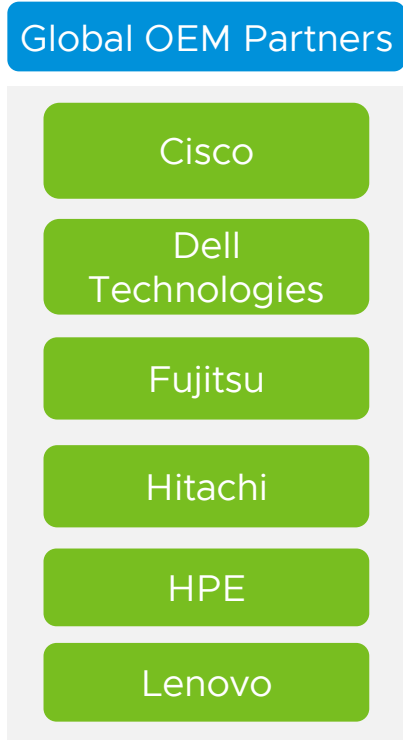 Global OEM Partners
Cisco
Dell
Technologies
Fujitsu
Hitachi
HPE
Lenovo